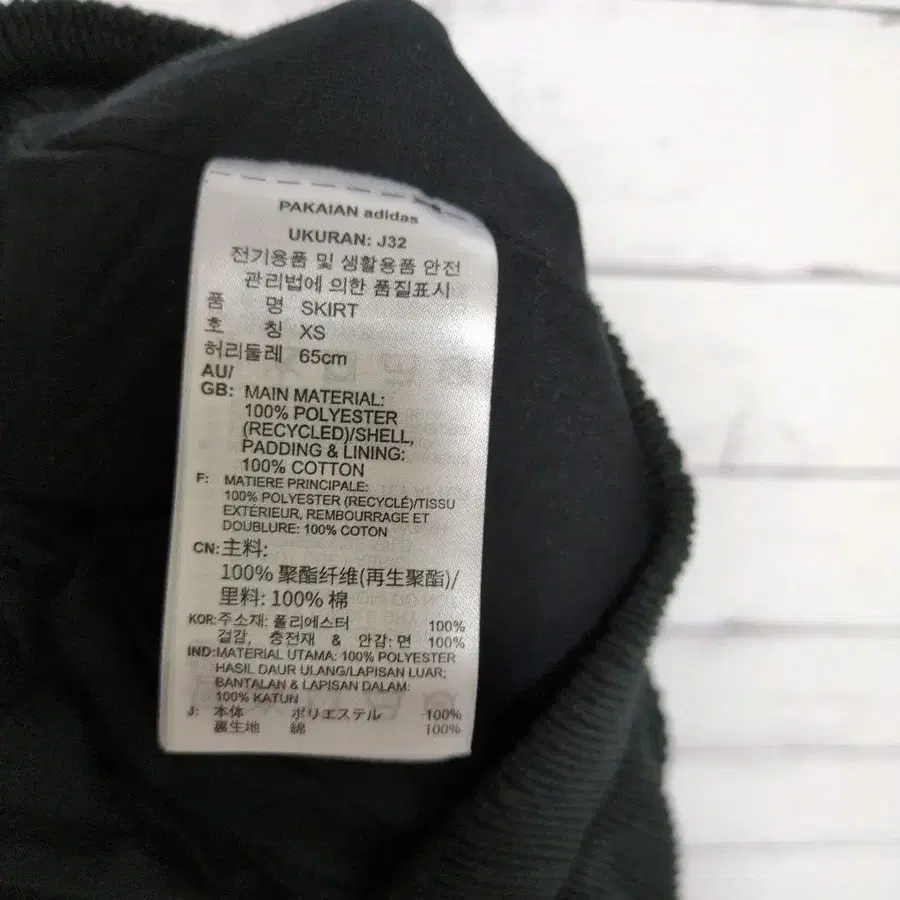 PAKAIAN adidas
UKURAN: J32
전기용품 및 생활용품 안전
관리법에 의한 품질표시
품 명 SKIRT
호 칭 XS
허리둘레 65cm
AU/
GB: MAIN MATERIAL:
100% POLYESTER
(RECYCLED)/SHELL,
PADDING & LINING:
100% COTTON
F: MATIERE PRINCIPALE:
100% POLYESTER (RECYCLÉ)/TISSU
EXTÉRIEUR, REMBOURRAGE ET
DOUBLURE: 100% COTON
CN: 主料:
100% 聚酯纤维(再生聚酯)/
里料: 100% 棉
KOR: 주소재: 폴리에스터 100%
겉감, 충전재 & 안감: 면 100%
IND: MATERIAL UTAMA: 100% POLYESTER
HASIL DAUR ULANG/LAPISAN LUAR;
BANTALAN & LAPISAN DALAM:
100% KATUN
J: 本体 ポリエステル 100%
裏生地 綿 100%